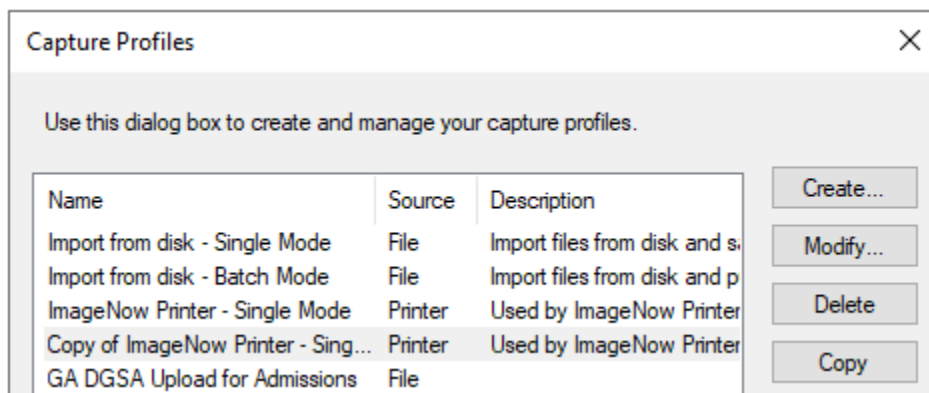 Capture Profiles
Use this dialog box to create and manage your capture profiles.
Name Source Description
Create...
Import from disk - Single Mode File Import files from disk and
Modify...
Import from disk - Batch Mode File Import files from disk and p
ImageNow Printer - Single Mode Printer Used by ImageNow Printer
Delete
Copy of ImageNow Printer - Sing... Printer Used by ImageNow Printer
Copy
GA DGSA Upload for Admissions File